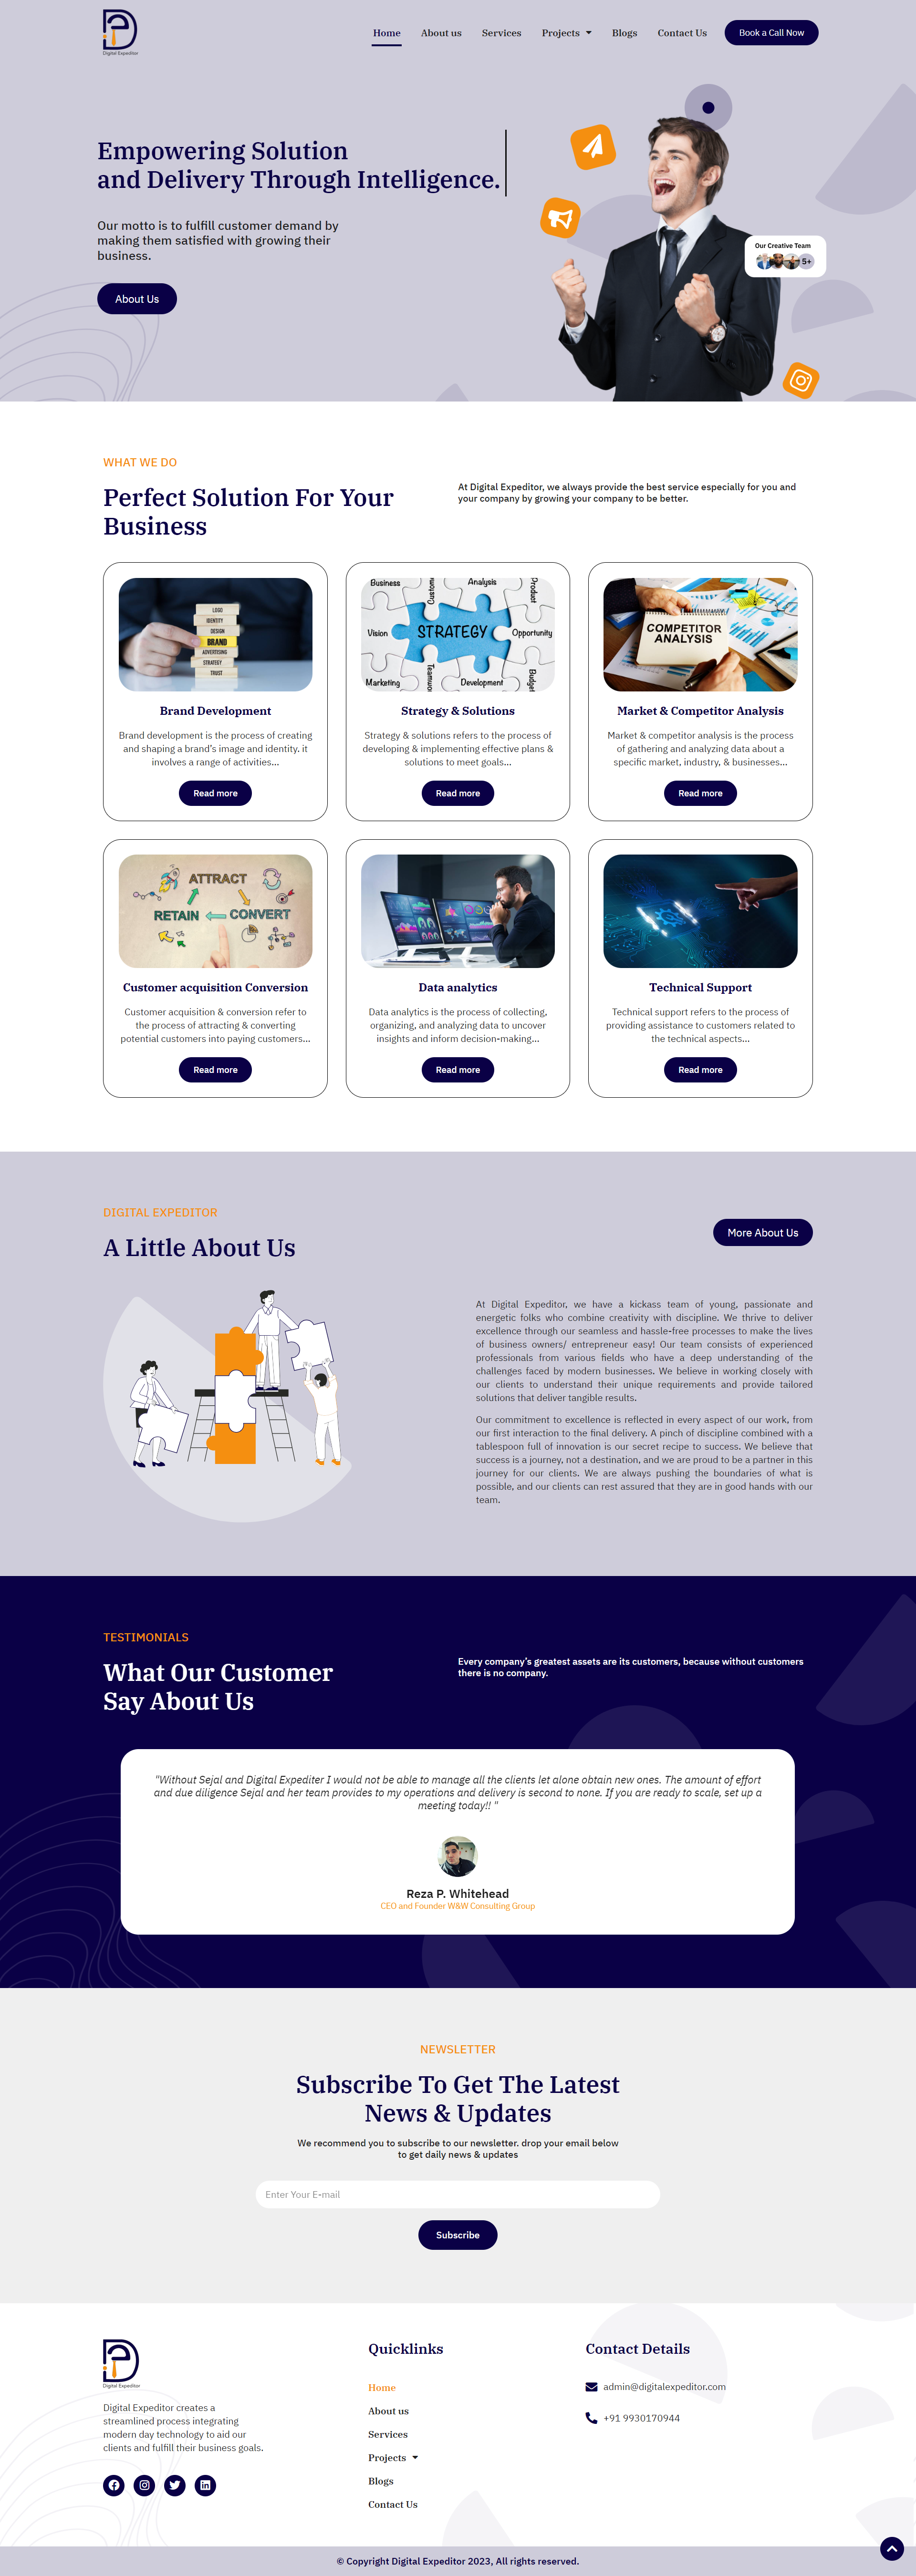 Digital Expeditor
Home
About us
Services
Projects
Blogs
Contact Us
Book a Call Now
Empowering Solution
and Delivery Through Intelligence.
Our motto is to fulfill customer demand by
making them satisfied with growing their
business.
About Us
Our Creative Team
5+
WHAT WE DO
Perfect Solution For Your
Business
At Digital Expeditor, we always provide the best service especially for you and
your company by growing your company to be better.
LOGO
IDENTITY
DESIGN
BRAND
ADVERTISING
STRATEGY
TRUST
Brand Development
Brand development is the process of creating
and shaping a brand's image and identity. it
involves a range of activities...
Read more
Business
Analysis
Product
Vision
STRATEGY
Opportunity
Marketing
Teamwo
Development
Budget
Strategy & Solutions
Strategy & solutions refers to the process of
developing & implementing effective plans &
solutions to meet goals...
Read more
COMPETITOR
ANALYSIS
Market & Competitor Analysis
Market & competitor analysis is the process
of gathering and analyzing data about a
specific market, industry, & businesses...
Read more
ATTRACT
RETAIN
CONVERT
Customer acquisition Conversion
Customer acquisition & conversion refer to
the process of attracting & converting
potential customers into paying customers...
Read more
Data analytics
Data analytics is the process of collecting,
organizing, and analyzing data to uncover
insights and inform decision-making...
Read more
Technical Support
Technical support refers to the process of
providing assistance to customers related to
the technical aspects...
Read more
DIGITAL EXPEDITOR
A Little About Us
More About Us
At Digital Expeditor, we have a kickass team of young, passionate and
energetic folks who combine creativity with discipline. We thrive to deliver
excellence through our seamless and hassle-free processes to make the lives
of business owners/ entrepreneur easy! Our team consists of experienced
professionals from various fields who have a deep understanding of the
challenges faced by modern businesses. We believe in working closely with
our clients to understand their unique requirements and provide tailored
solutions that deliver tangible results.
Our commitment to excellence is reflected in every aspect of our work, from
our first interaction to the final delivery. A pinch of discipline combined with a
tablespoon full of innovation is our secret recipe to success. We believe that
success is a journey, not a destination, and we are proud to be a partner in this
journey for our clients. We are always pushing the boundaries of what is
possible, and our clients can rest assured that they are in good hands with our
team.
TESTIMONIALS
What Our Customer
Say About Us
Every company's greatest assets are its customers, because without customers
there is no company.
"Without Sejal and Digital Expediter I would not be able to manage all the clients let alone obtain new ones. The amount of effort
and due diligence Sejal and her team provides to my operations and delivery is second to none. If you are ready to scale, set up a
meeting today!! "
Reza P. Whitehead
CEO and Founder W&W Consulting Group
NEWSLETTER
Subscribe To Get The Latest
News & Updates
We recommend you to subscribe to our newsletter. drop your email below
to get daily news & updates
Enter Your E-mail
Subscribe
Digital Expeditor
Digital Expeditor creates a
streamlined process integrating
modern day technology to aid our
clients and fulfill their business goals.
Quicklinks
Home
About us
Services
Projects
Blogs
Contact Us
Contact Details
admin@digitalexpeditor.com
+91 9930170944
© Copyright Digital Expeditor 2023, All rights reserved.